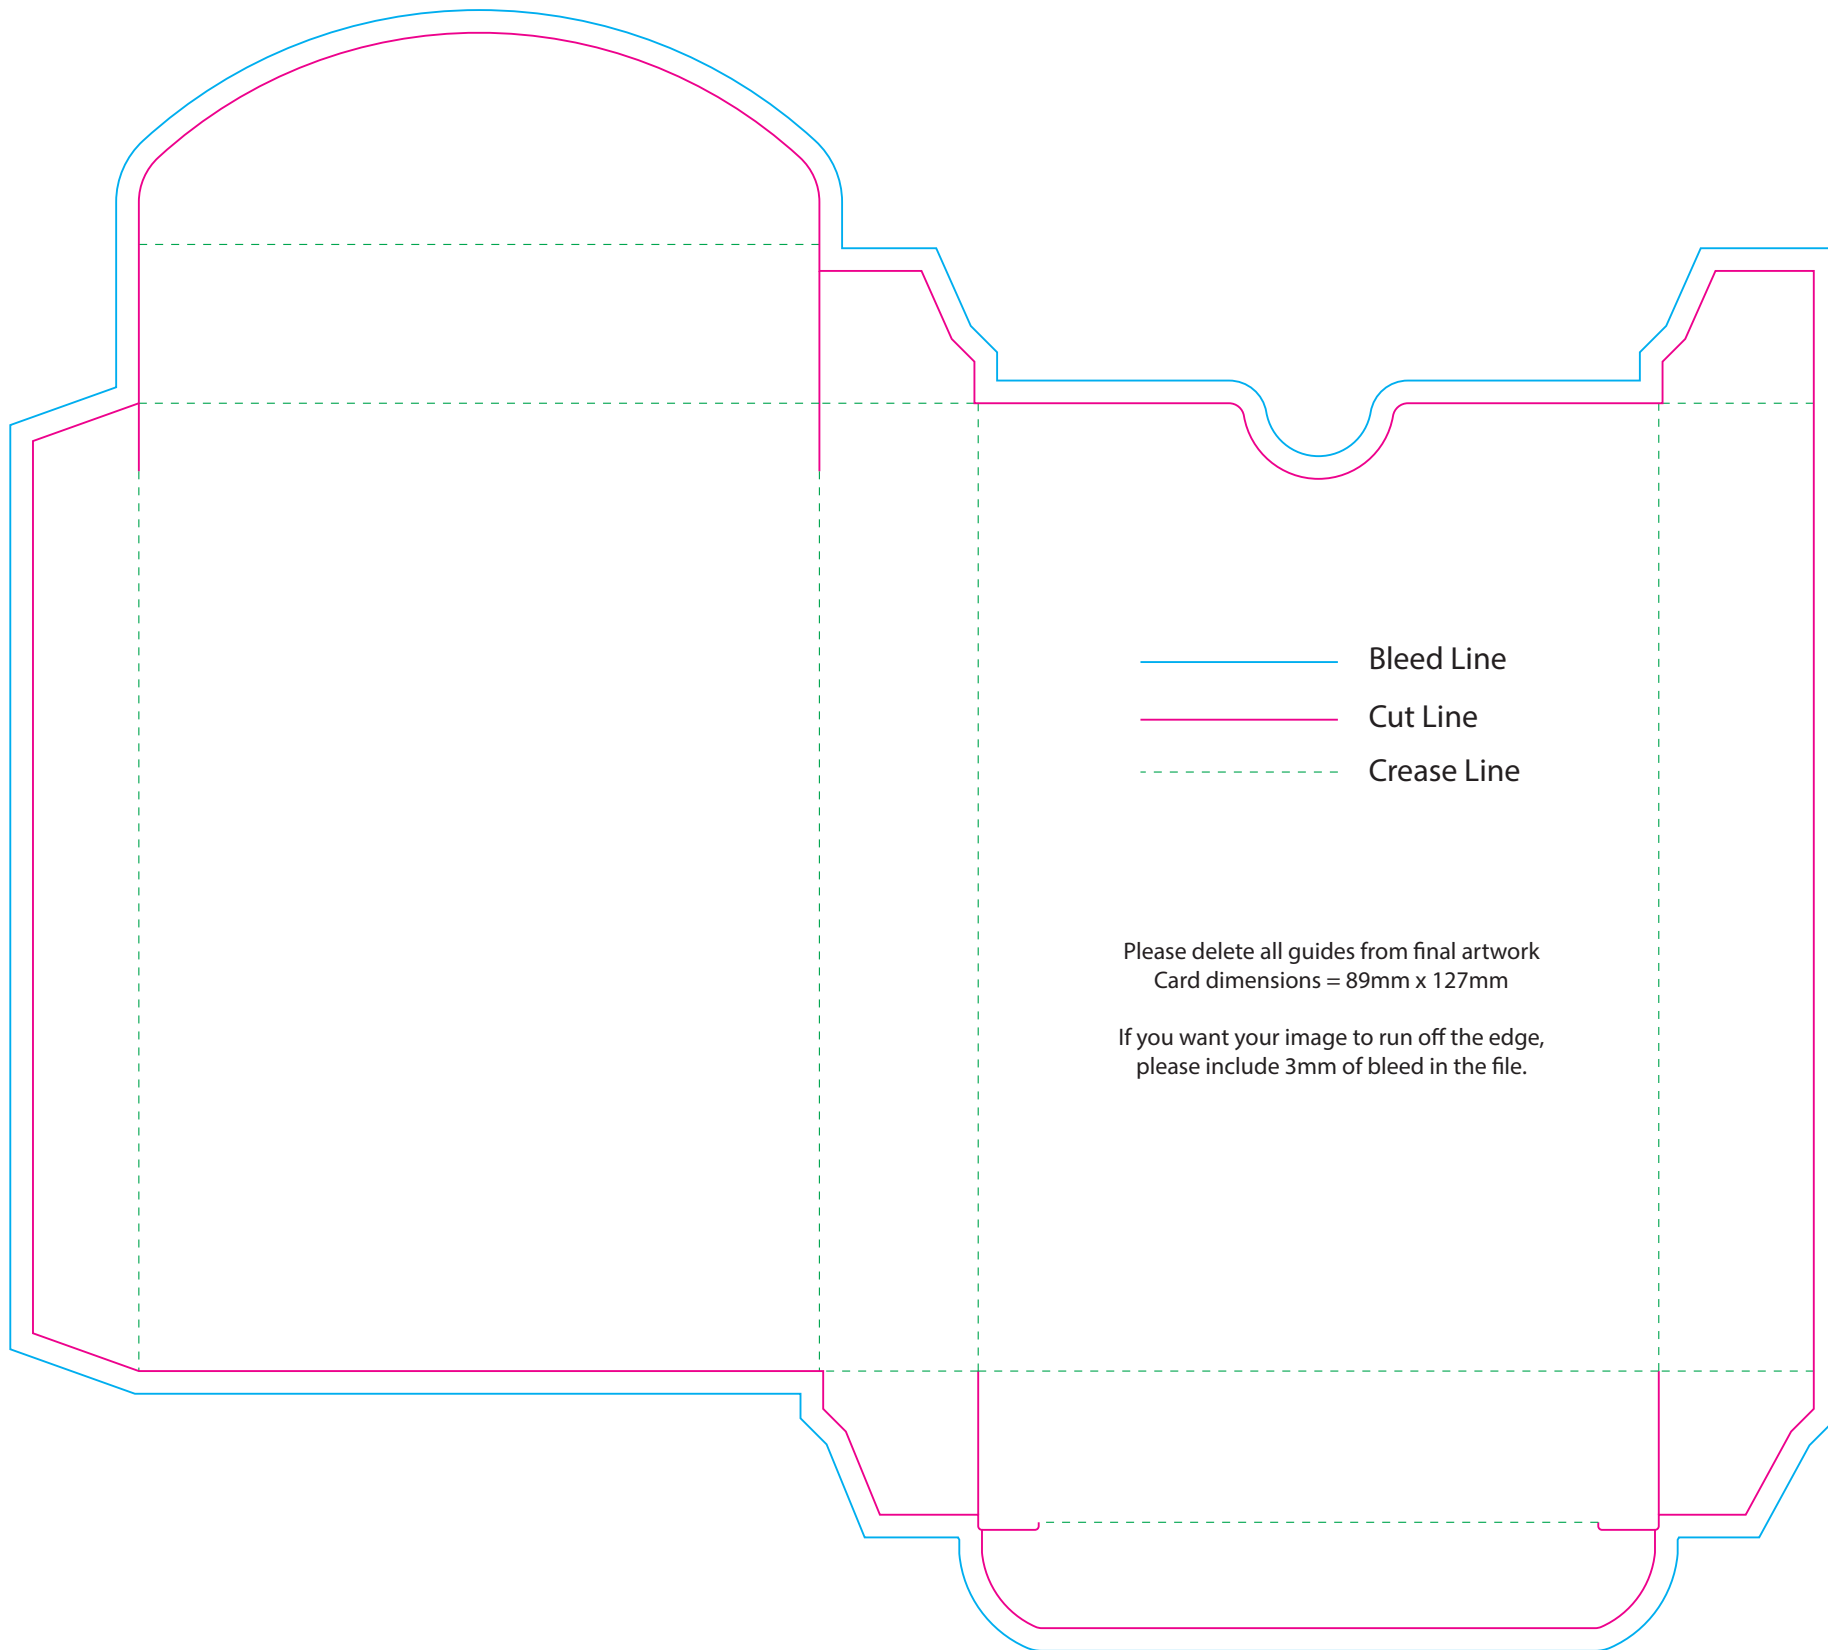 Bleed Line
Cut Line
Crease Line
Please delete all guides from final artwork
Card dimensions = 89mm x 127mm
If you want your image to run off the edge,
please include 3mm of bleed in the file.